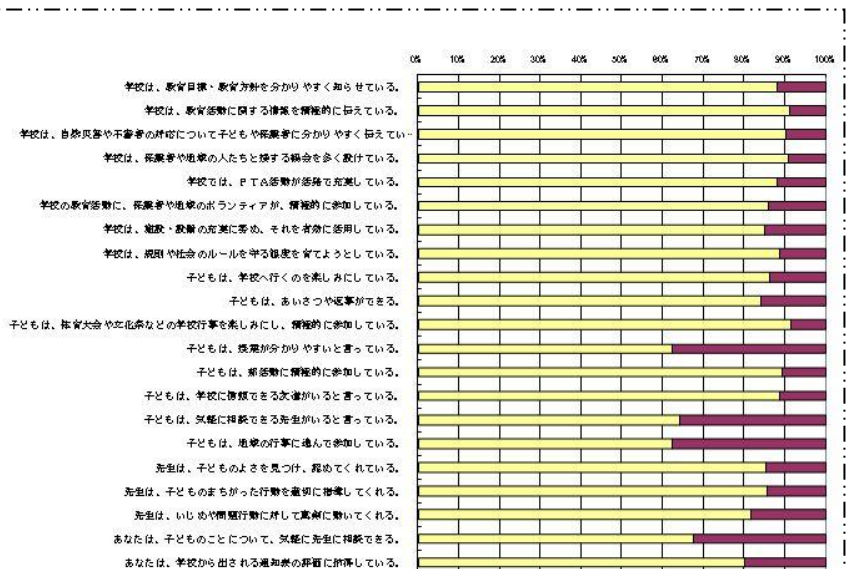 0% 10% 20% 30% 40% 50% 60% 70% 80% 90% 100%
学校は、教育目標・教育方針を分かりやすく知らせている。
学校は、教育活動に関する情報を積極的に伝えている。
学校は、自然災害や不審者の対応について子どもや保護者に分かりやすく伝えてい…
学校は、保護者や地域の人たちと接する機会を多く設けている。
学校では、PTA活動が活発で充実している。
学校の教育活動に、保護者や地域のボランティアが、積極的に参加している。
学校は、施設・設備の充実に努め、それを有効に活用している。
学校は、規則や社会のルールを守る態度を育てようとしている。
子どもは、学校へ行くのを楽しみにしている。
子どもは、あいさつや返事ができる。
子どもは、体育大会や文化祭などの学校行事を楽しみにし、積極的に参加している。
子どもは、授業が分かりやすいと言っている。
子どもは、部活動に積極的に参加している。
子どもは、学校に信頼できる友達がいると言っている。
子どもは、気軽に相談できる先生がいると言っている。
子どもは、地域の行事に進んで参加している。
先生は、子どものよさを見つけ、認めてくれている。
先生は、子どものまちがった行動を適切に指導してくれる。
先生は、いじめや問題行動に対して真剣に動いてくれる。
あなたは、子どものことについて、気軽に先生に相談できる。
あなたは、学校から出される通知表の評価に納得している。